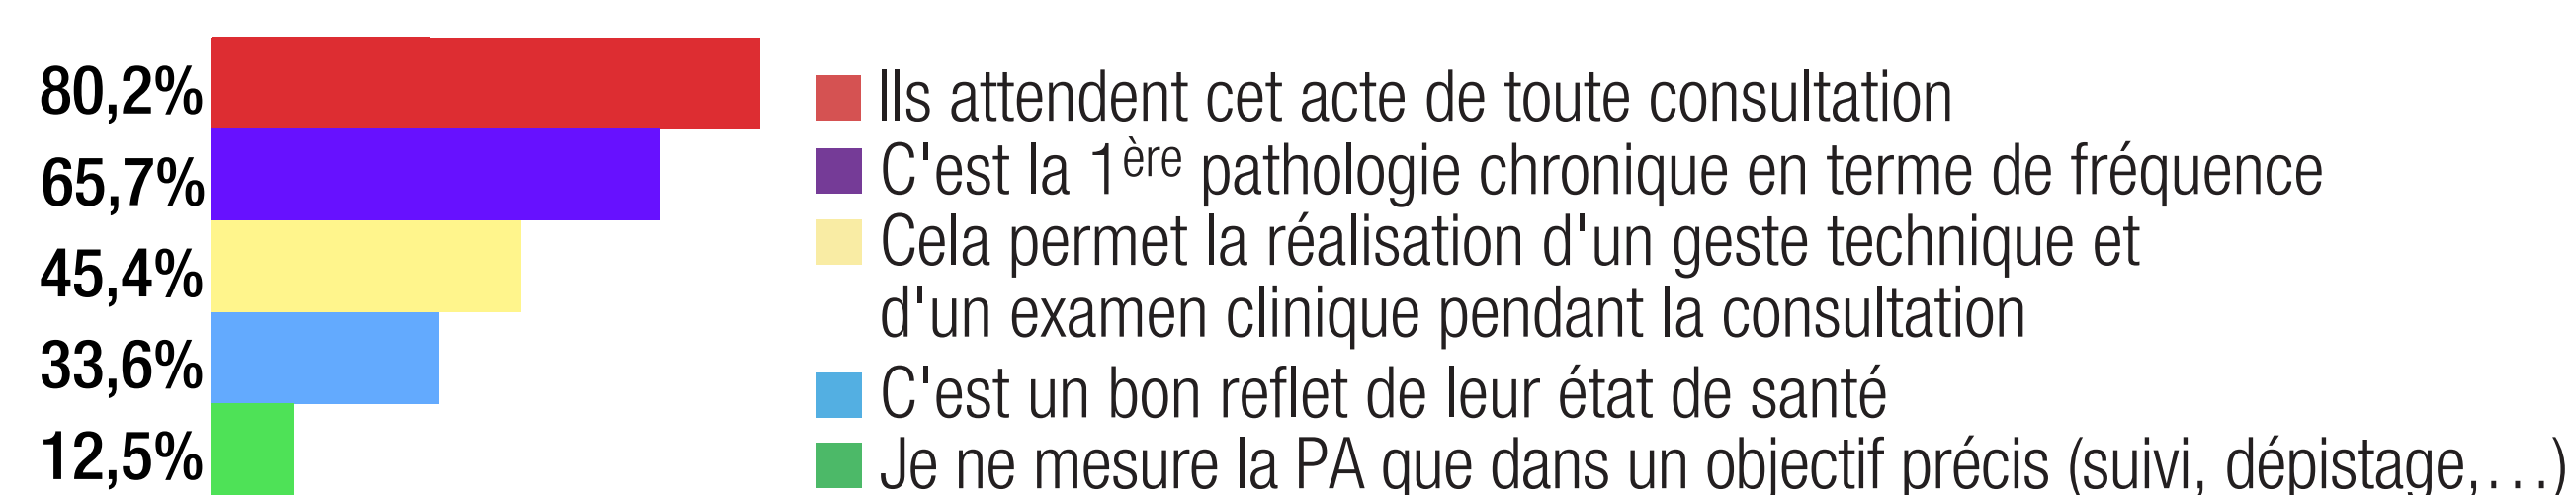 80,2%
65,7%
45,4%
33,6%
12,5%
Ils attendent cet acte de toute consultation
C'est la 1ère pathologie chronique en terme de fréquence
Cela permet la réalisation d'un geste technique et
d'un examen clinique pendant la consultation
C'est un bon reflet de leur état de santé
Je ne mesure la PA que dans un objectif précis (suivi, dépistage,...)